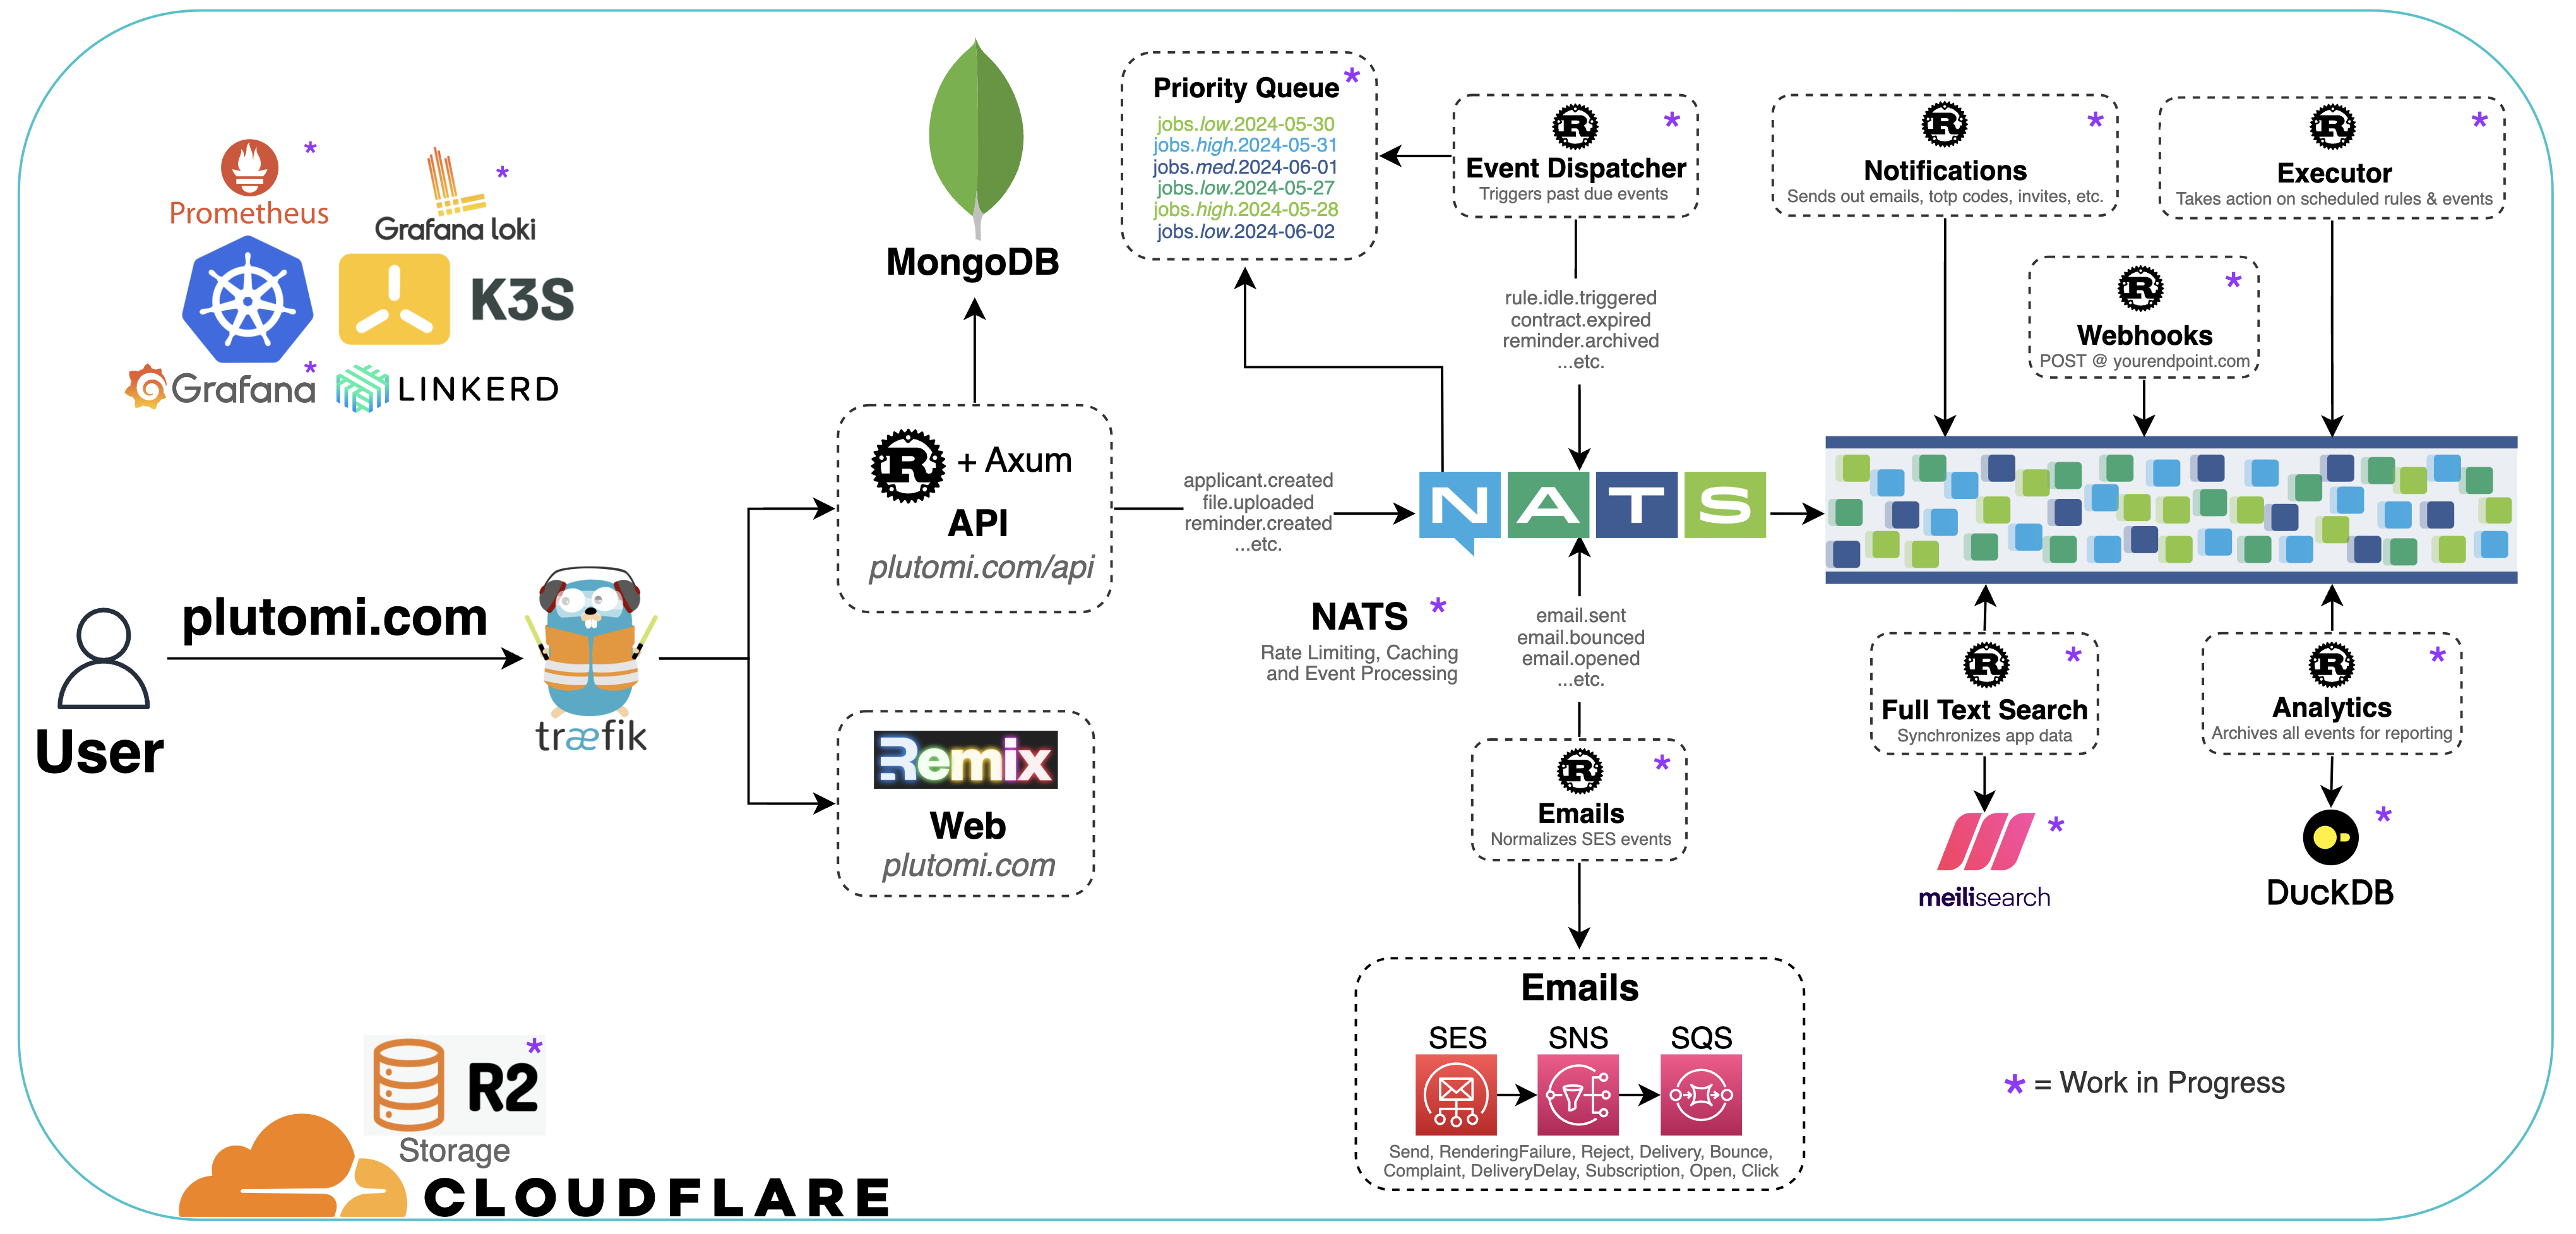 Prometheus
*
Grafana loki
*
K3S
Grafana
*
LINKERD
MongoDB
Priority Queue *
jobs.low.2024-05-30
jobs.high.2024-05-31
jobs.med.2024-06-01
jobs.low.2024-05-27
jobs.high.2024-05-28
jobs.low.2024-06-02
R
*
Event Dispatcher
Triggers past due events
R
*
Notifications
Sends out emails, totp codes, invites, etc.
R
*
Executor
Takes action on scheduled rules & events
R
*
Webhooks
POST @ yourendpoint.com
rule.idle.triggered
contract.expired
reminder.archived
...etc.
R + Axum
API
plutomi.com/api
applicant.created
file.uploaded
reminder.created
...etc.
NATS
NATS *
Rate Limiting, Caching
and Event Processing
email.sent
email.bounced
email.opened
...etc.
User
plutomi.com
træfik
Remix
Web
plutomi.com
R
*
Emails
Normalizes SES events
R
*
Full Text Search
Synchronizes app data
*
meilisearch
R
*
Analytics
Archives all events for reporting
*
DuckDB
Emails
SES SNS SQS
Send, RenderingFailure, Reject, Delivery, Bounce,
Complaint, DeliveryDelay, Subscription, Open, Click
* = Work in Progress
R2 *
Storage
CLOUDFLARE